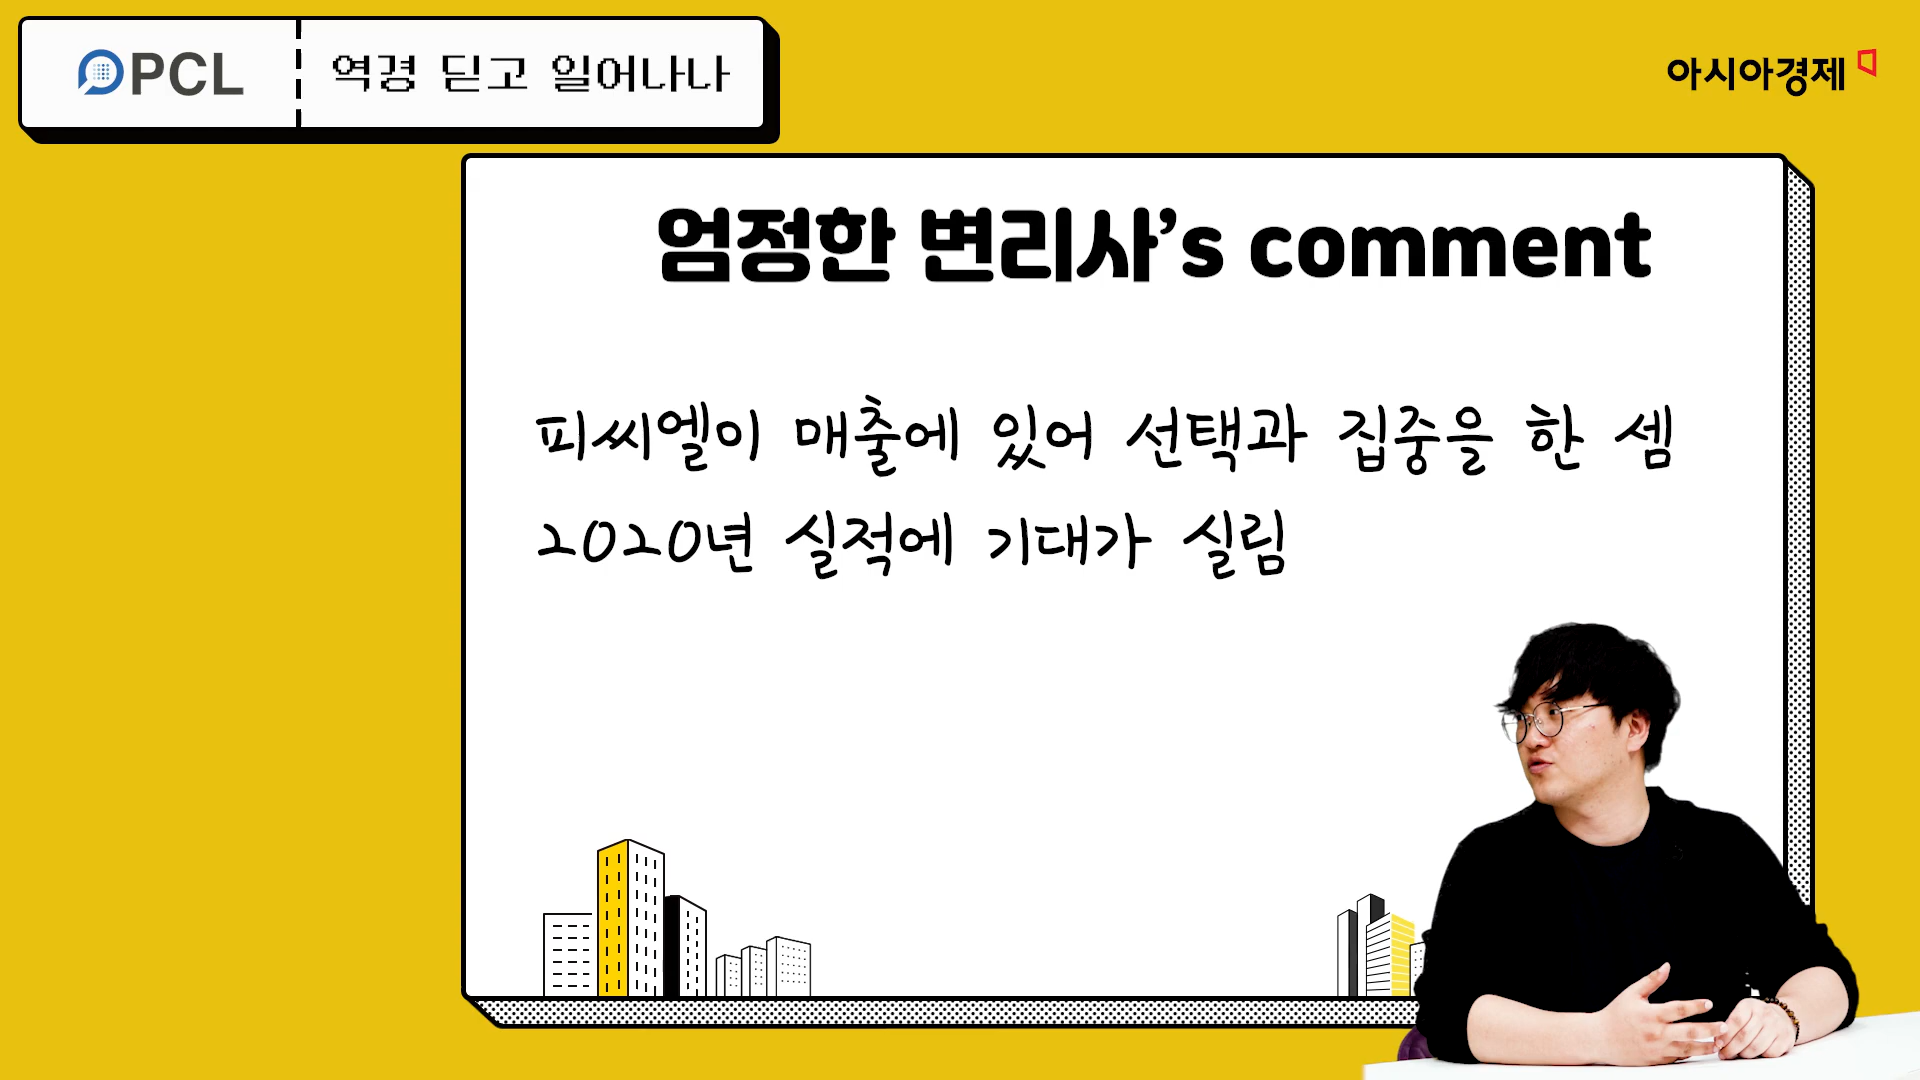 PCL
역경 딛고 일어나나
아시아경제
엄정한 변리사’s comment
피씨엘이 매출에 있어 선택과 집중을 한 셈
2020년 실적에 기대가 실림